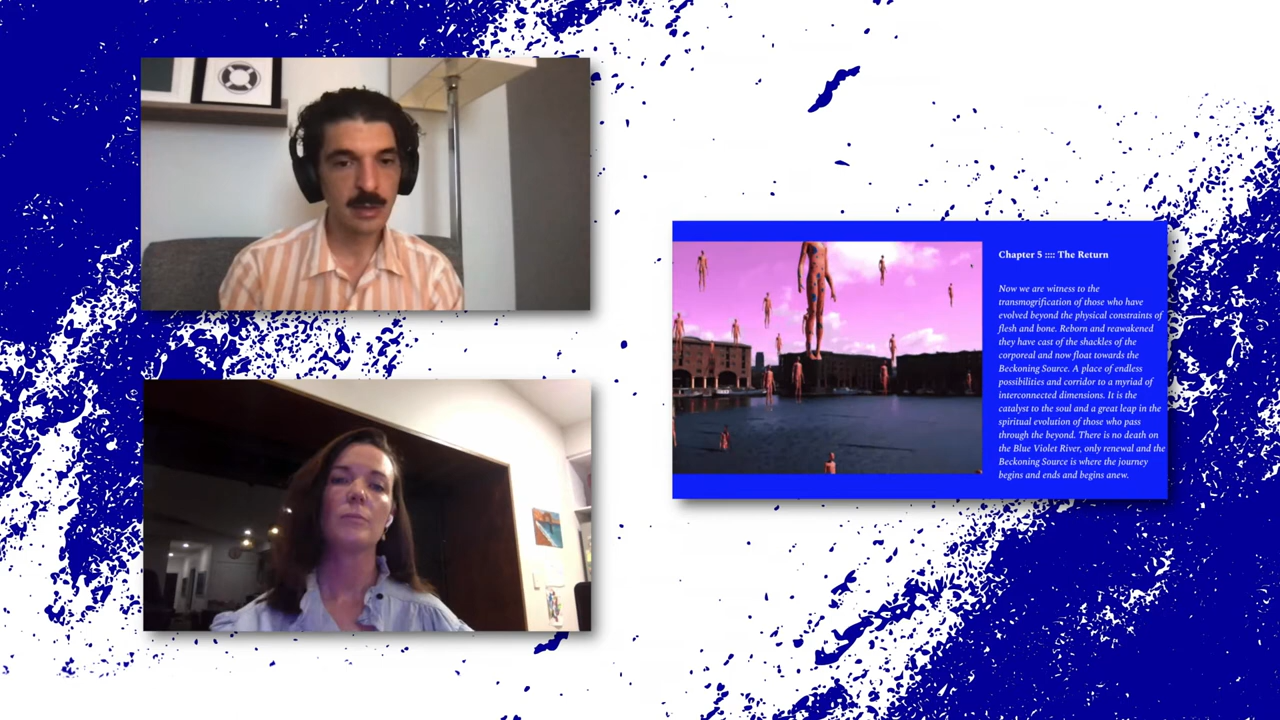 Chapter 5 :::: The Return
Now we are witness to the
transmogrification of those who have
evolved beyond the physical constraints of
flesh and bone. Reborn and reawakened
they have cast of the shackles of the
corporeal and now float towards the
Beckoning Source. A place of endless
possibilities and corridor to a myriad of
interconnected dimensions. It is the
catalyst to the soul and a great leap in the
spiritual evolution of those who pass
through the beyond. There is no death on
the Blue Violet River, only renewal and the
Beckoning Source is where the journey
begins and ends and begins anew.